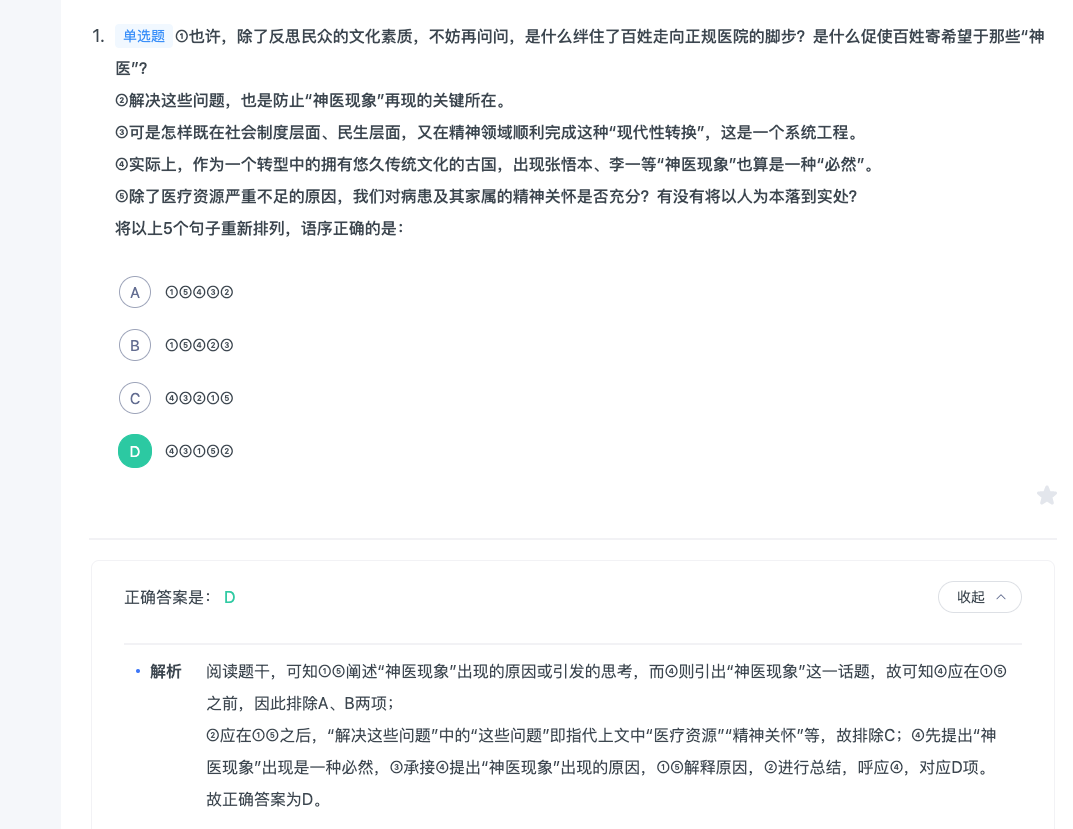 1. 单选题 ①也许，除了反思民众的文化素质，不妨再问问，是什么绊住了百姓走向正规医院的脚步？是什么促使百姓寄希望于那些“神
医”？
②解决这些问题，也是防止“神医现象”再现的关键所在。
③可是怎样既在社会制度层面、民生层面，又在精神领域顺利完成这种“现代性转换”，这是一个系统工程。
④实际上，作为一个转型中的拥有悠久传统文化的古国，出现张悟本、李一等“神医现象”也算是一种“必然”。
⑤除了医疗资源严重不足的原因，我们对病患及其家属的精神关怀是否充分？有没有将以人为本落到实处？
将以上5个句子重新排列，语序正确的是：
A ①⑤④③②
B ①⑤④②③
C ④③②①⑤
D ④③①⑤②
正确答案是： D 收起
解析 阅读题干，可知①⑤阐述“神医现象”出现的原因或引发的思考，而④则引出“神医现象”这一话题，故可知④应在①⑤
之前，因此排除A、B两项；
②应在①⑤之后，“解决这些问题”中的“这些问题”即指代上文中“医疗资源”“精神关怀”等，故排除C；④先提出“神
医现象”出现是一种必然，③承接④提出“神医现象”出现的原因，①⑤解释原因，②进行总结，呼应④，对应D项。
故正确答案为D。